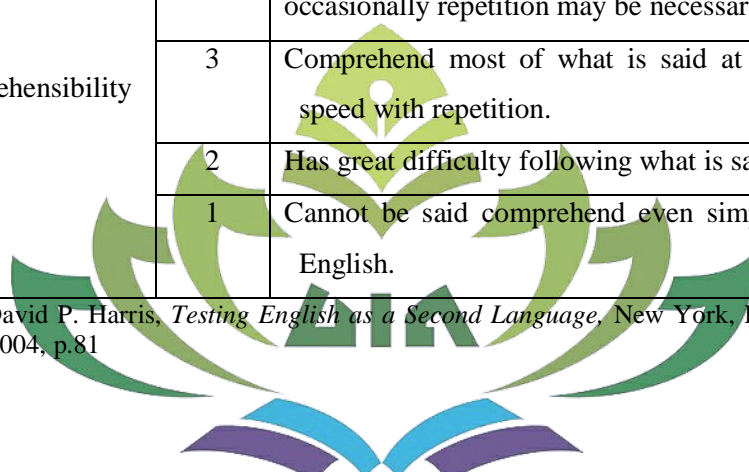 occasionally repetition may be necessar
3 Comprehend most of what is said at
ehensibility
speed with repetition.
2 Has great difficulty following what is sa
1 Cannot be said comprehend even simp
English.
avid P. Harris, Testing English as a Second Language, New York,
004, p.81